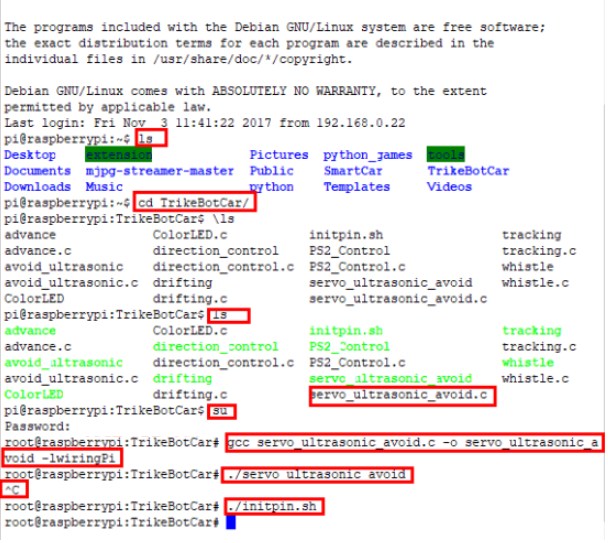 The programs included with the Debian GNU/Linux system are free software;
the exact distribution terms for each program are described in the
individual files in /usr/share/doc/*/copyright.
Debian GNU/Linux comes with ABSOLUTELY NO WARRANTY, to the extent
permitted by applicable law.
Last login: Fri Nov  3 11:41:22 2017 from 192.168.0.22
pi@raspberrypi:~$ ls
Desktop extension Pictures python_games tools
Documents mjpg-streamer-master Public SmartCar TrikeBotCar
Downloads Music python Templates Videos
pi@raspberrypi:~$ cd TrikeBotCar/
pi@raspberrypi:TrikeBotCar$ \ls
advance ColorLED.c initpin.sh tracking
advance.c direction_control PS2_Control tracking.c
avoid_ultrasonic direction_control.c PS2_Control.c whistle
avoid_ultrasonic.c drifting servo_ultrasonic_avoid whistle.c
ColorLED drifting.c servo_ultrasonic_avoid.c
pi@raspberrypi:TrikeBotCar$ ls
advance ColorLED.c initpin.sh tracking
advance.c direction_control PS2_Control tracking.c
avoid_ultrasonic direction_control.c PS2_Control.c whistle
avoid_ultrasonic.c drifting servo_ultrasonic_avoid whistle.c
ColorLED drifting.c servo_ultrasonic_avoid.c
pi@raspberrypi:TrikeBotCar$ su
Password:
root@raspberrypi:TrikeBotCar# gcc servo_ultrasonic_avoid.c -o servo_ultrasonic_a
void -lwiringPi
root@raspberrypi:TrikeBotCar# ./servo_ultrasonic_avoid
^C
root@raspberrypi:TrikeBotCar# ./initpin.sh
root@raspberrypi:TrikeBotCar#